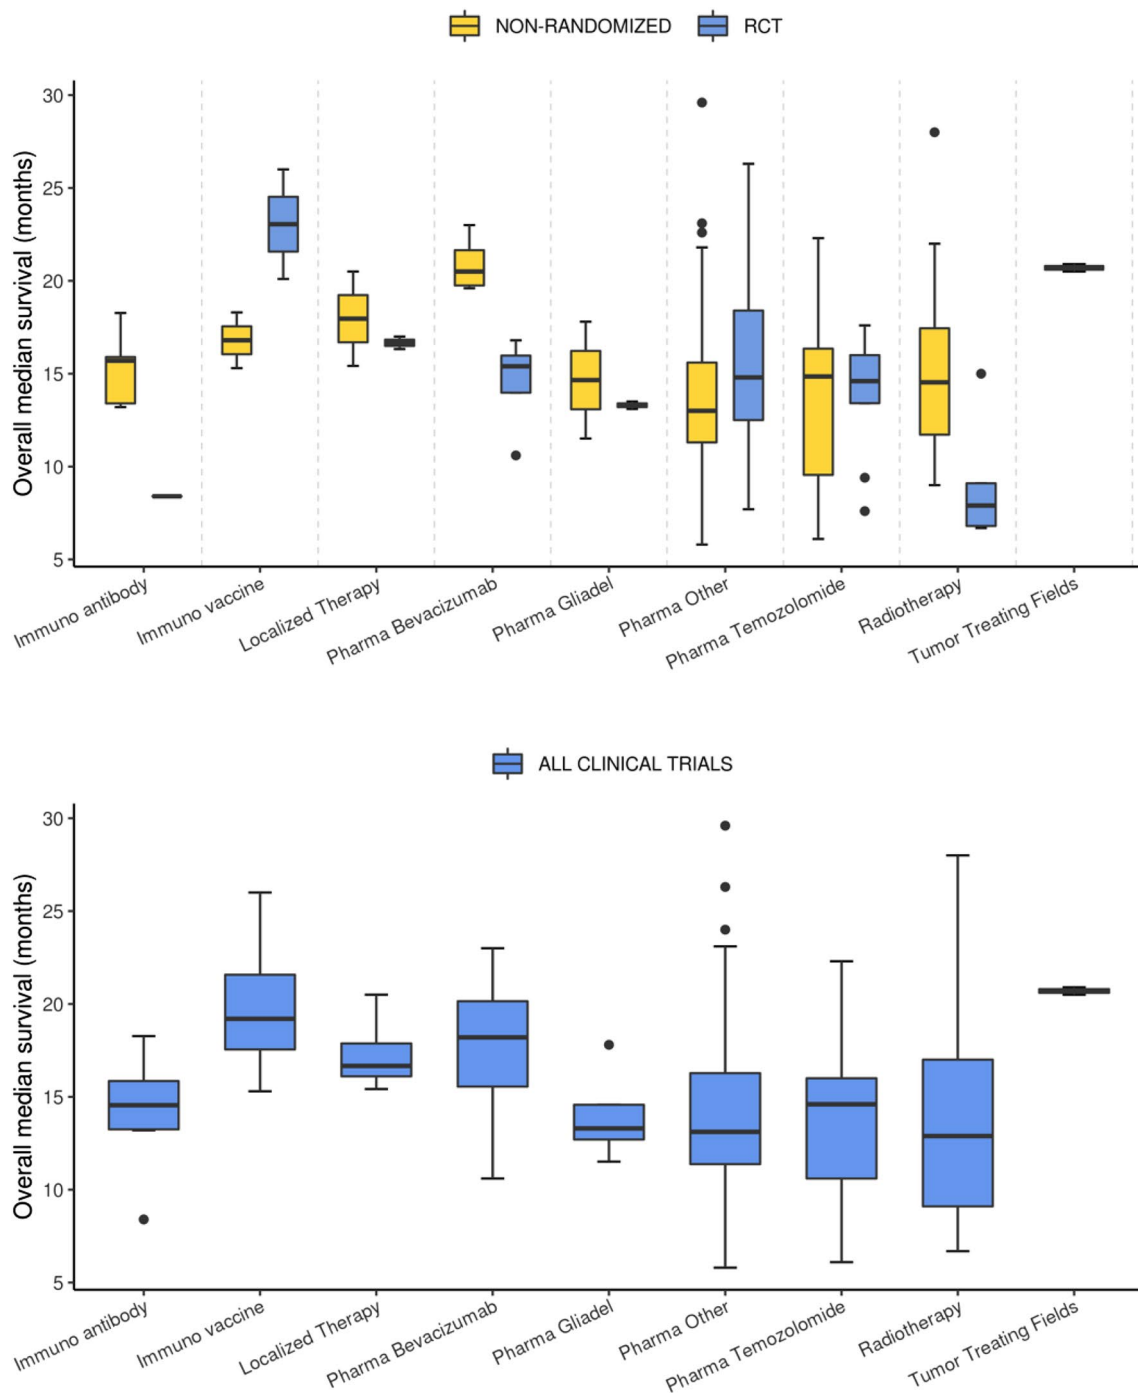 NON-RANDOMIZED RCT
Overall median survival (months)
30
25
20
15
10
5
Immuno antibody
Immuno vaccine
Localized Therapy
Pharma Bevacizumab
Pharma Gliadel
Pharma Other
Pharma Temozolomide
Radiotherapy
Tumor Treating Fields
ALL CLINICAL TRIALS
Overall median survival (months)
30
25
20
15
10
5
Immuno antibody
Immuno vaccine
Localized Therapy
Pharma Bevacizumab
Pharma Gliadel
Pharma Other
Pharma Temozolomide
Radiotherapy
Tumor Treating Fields